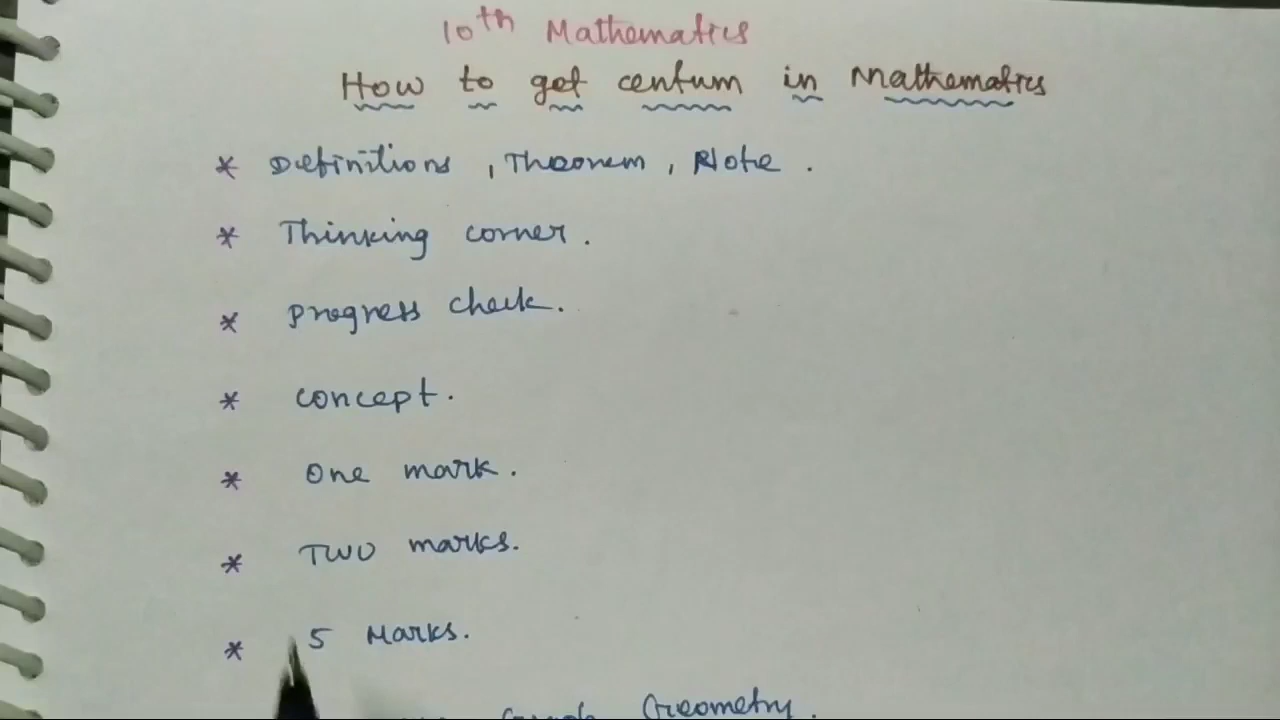 10th Mathematics
How to get centum in Mathematics
* Definitions, Theorem, Note.
* Thinking corner.
* Progress check.
* concept.
* One mark.
* Two marks.
* 5 Marks.
Graph Geometry.